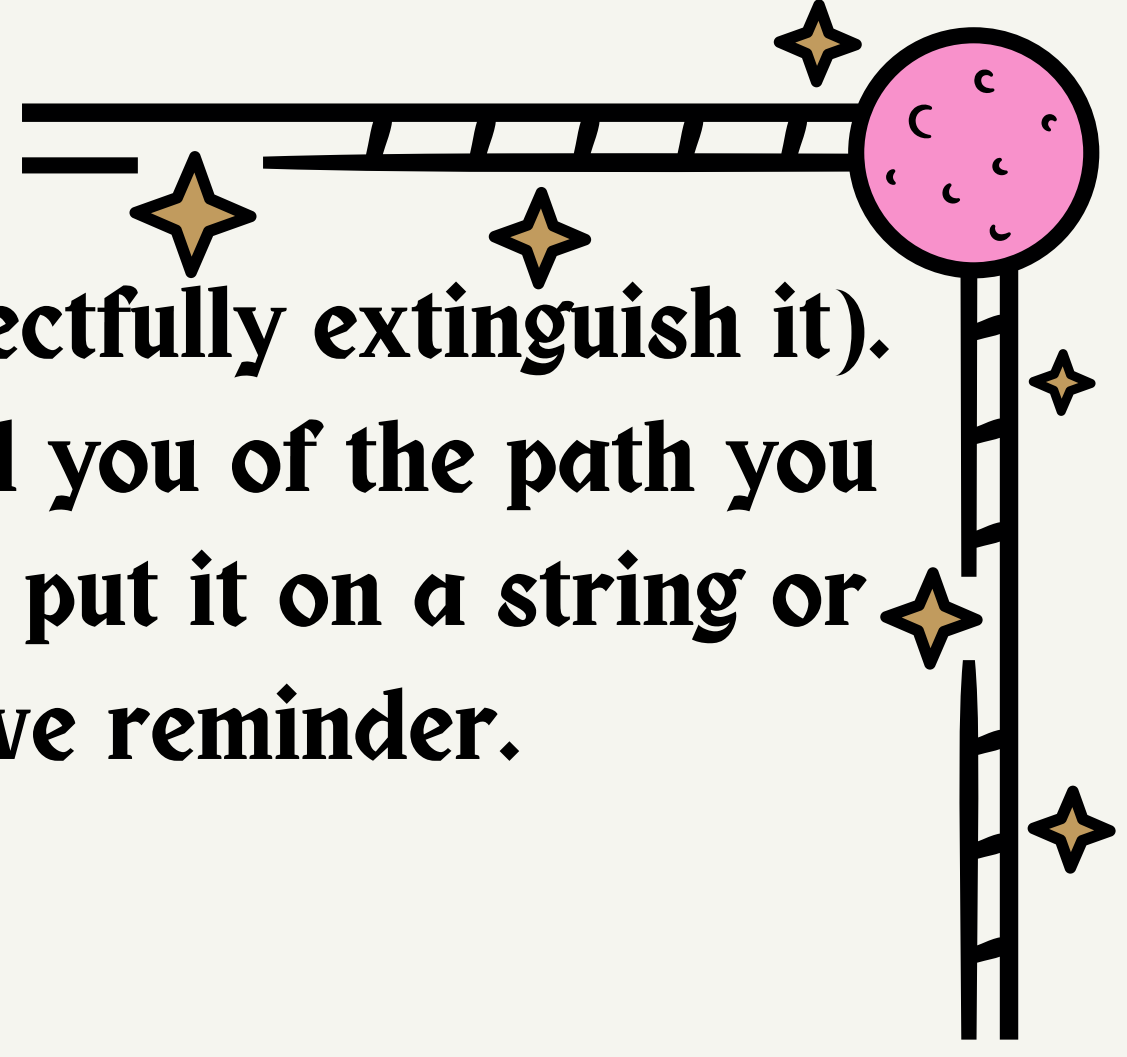 ectfully extinguish it).
you of the path you
put it on a string or
ve reminder.